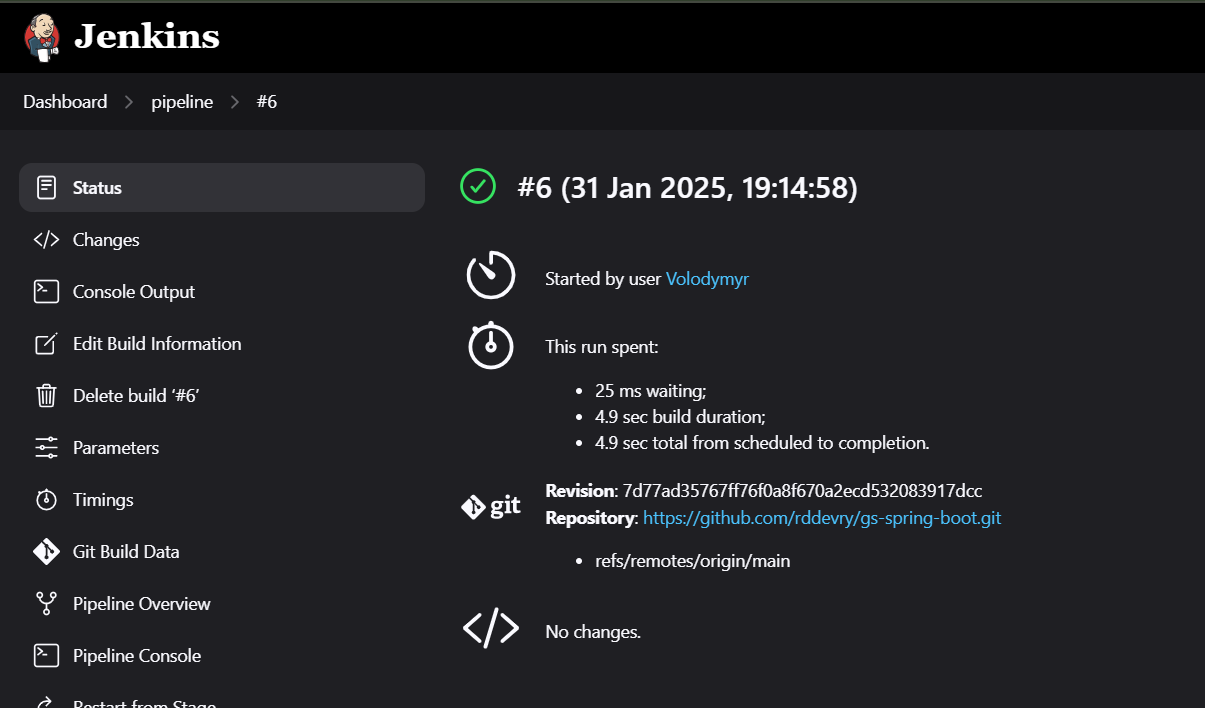 Jenkins
Dashboard > pipeline > #6
Status
Changes
Console Output
Edit Build Information
Delete build ‘#6’
Parameters
Timings
Git Build Data
Pipeline Overview
Pipeline Console
Restart from Stage
#6 (31 Jan 2025, 19:14:58)
Started by user Volodymyr
This run spent:
• 25 ms waiting;
• 4.9 sec build duration;
• 4.9 sec total from scheduled to completion.
git
Revision: 7d77ad35767ff76f0a8f670a2ecd532083917dcc
Repository: https://github.com/rddevry/gs-spring-boot.git
• refs/remotes/origin/main
</> No changes.